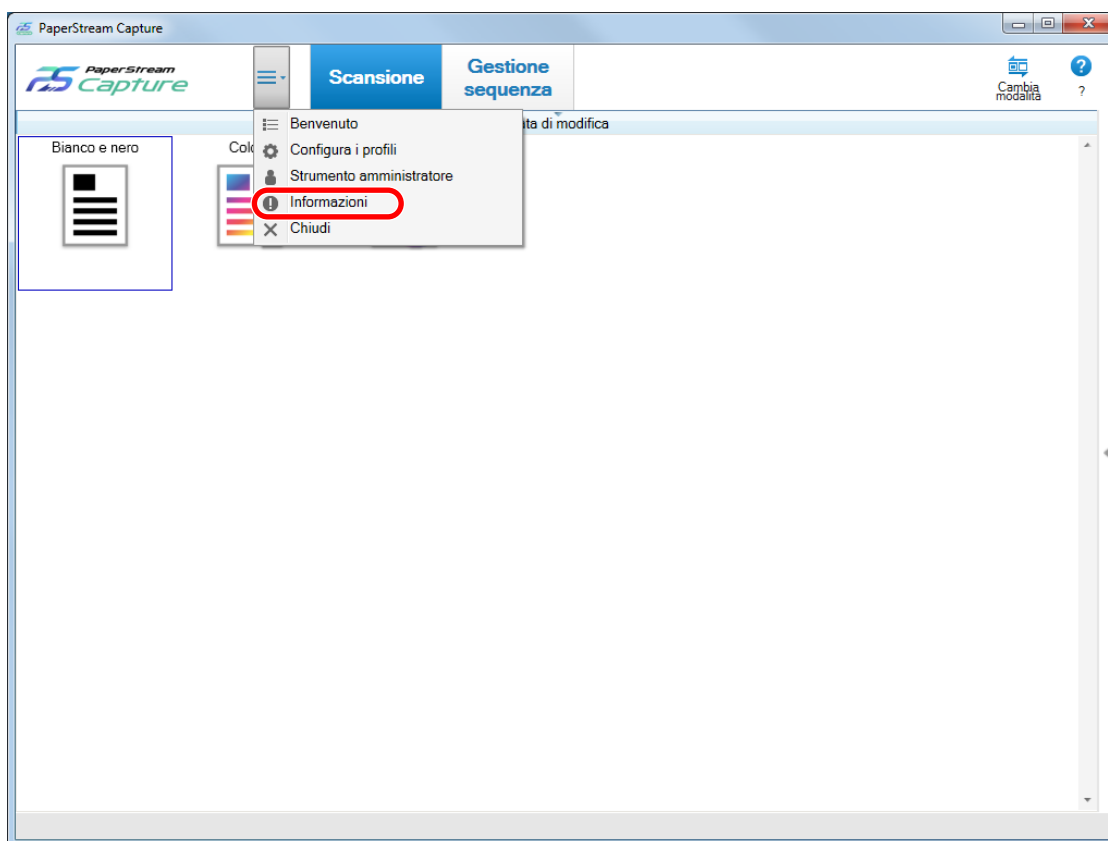 PaperStream Capture
PaperStream
Capture
Scansione
Gestione
sequenza
Cambia
modalità
?
?
Benvenuto
Configura i profili
Strumento amministratore
Informazioni
Chiudi
di modifica
Bianco e nero